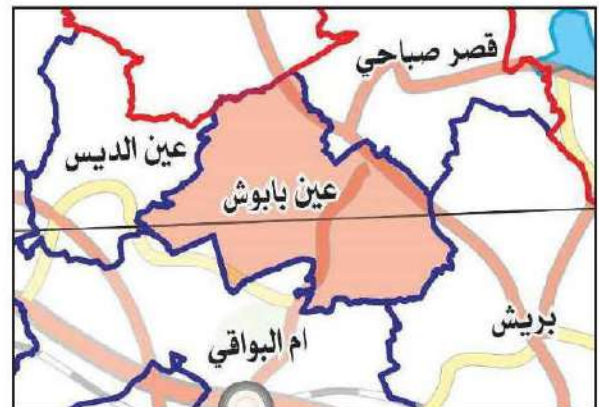 قصر صباحي
عين الديس
عين بابوش
بريش
ام البواقي